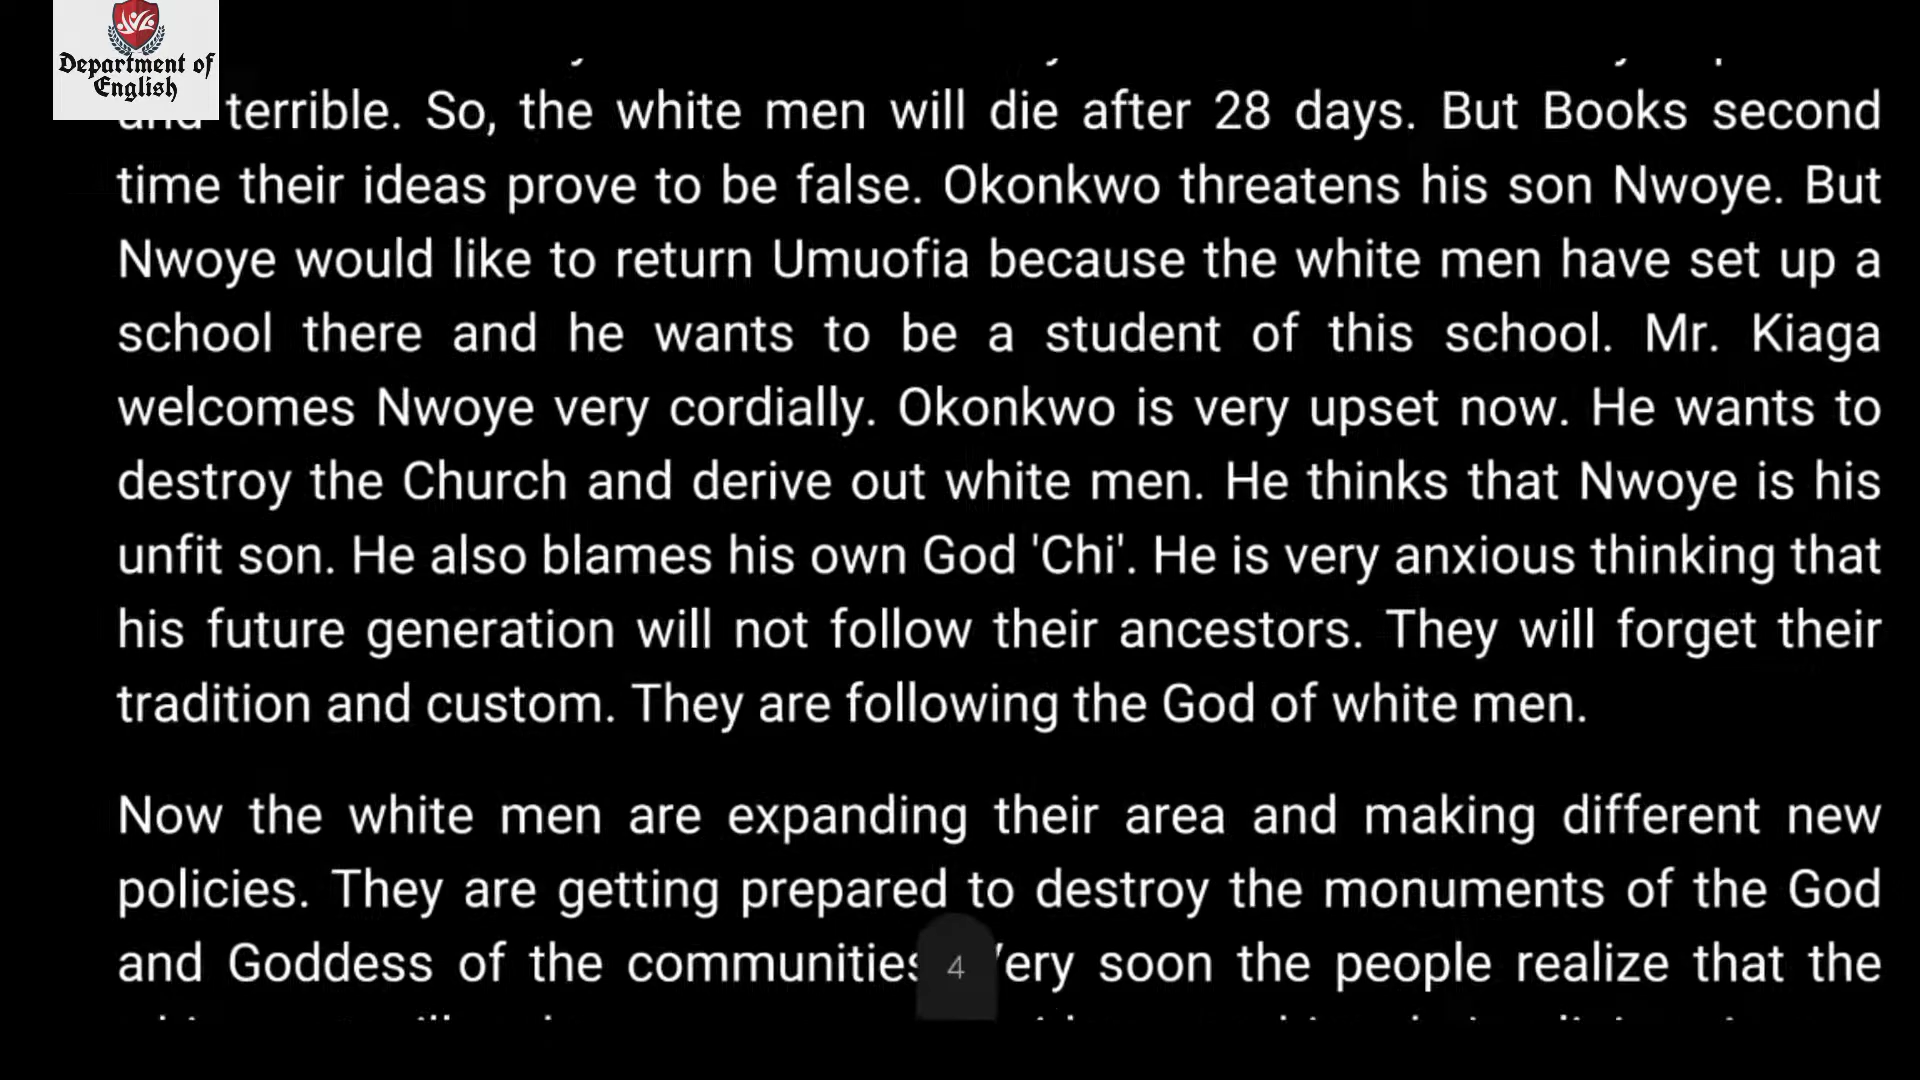 Department of
English
and terrible. So, the white men will die after 28 days. But Books second
time their ideas prove to be false. Okonkwo threatens his son Nwoye. But
Nwoye would like to return Umuofia because the white men have set up a
school there and he wants to be a student of this school. Mr. Kiaga
welcomes Nwoye very cordially. Okonkwo is very upset now. He wants to
destroy the Church and derive out white men. He thinks that Nwoye is his
unfit son. He also blames his own God 'Chi'. He is very anxious thinking that
his future generation will not follow their ancestors. They will forget their
tradition and custom. They are following the God of white men.
Now the white men are expanding their area and making different new
policies. They are getting prepared to destroy the monuments of the God
and Goddess of the communities Very soon the people realize that the
4